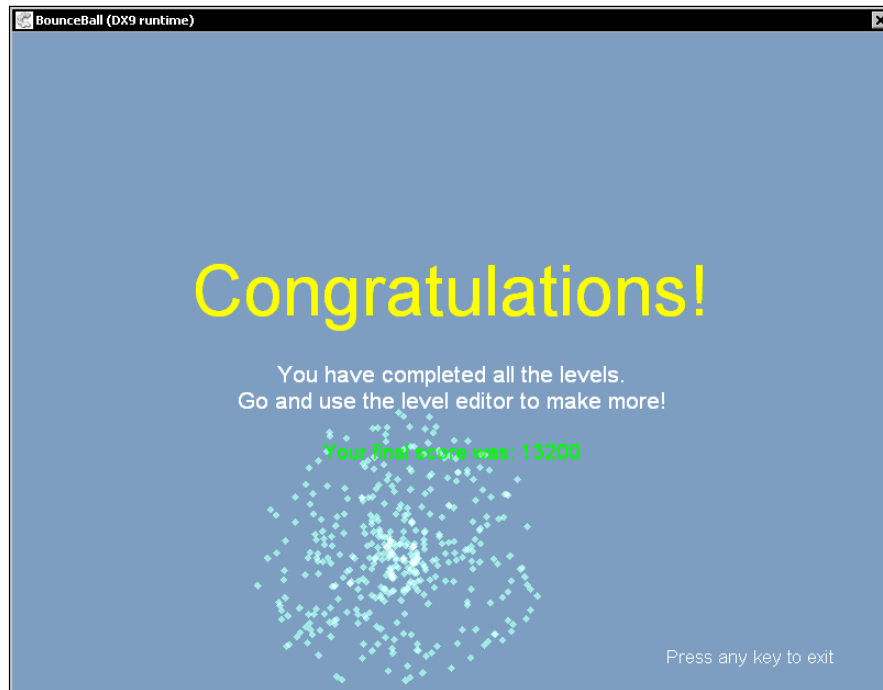 BounceBall (DX9 runtime)
Congratulations!
You have completed all the levels.
Go and use the level editor to make more!
Your final score was: 13200
Press any key to exit